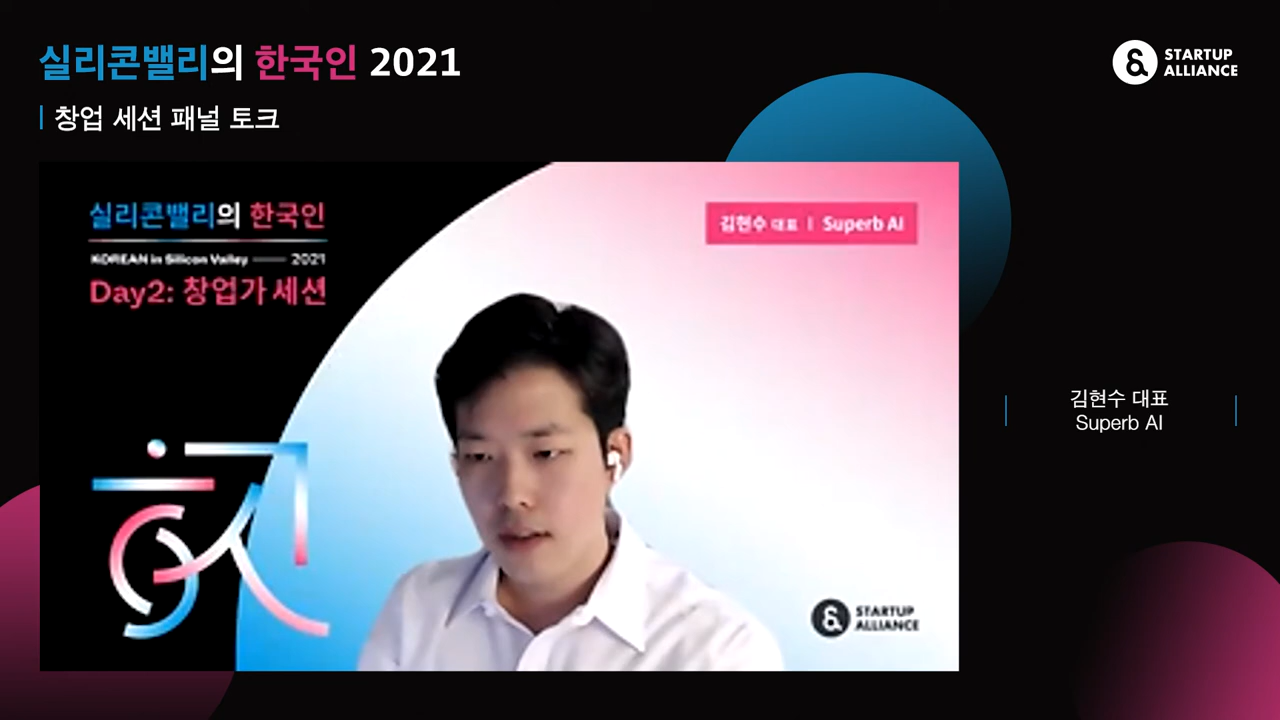 실리콘밸리의 한국인 2021
창업 세션 패널 토크
STARTUP
ALLIANCE
실리콘밸리의 한국인
KOREAN in Silicon Valley 2021
Day2: 창업가 세션
김현수 대표 | Superb AI
STARTUP
ALLIANCE
김현수 대표
Superb AI